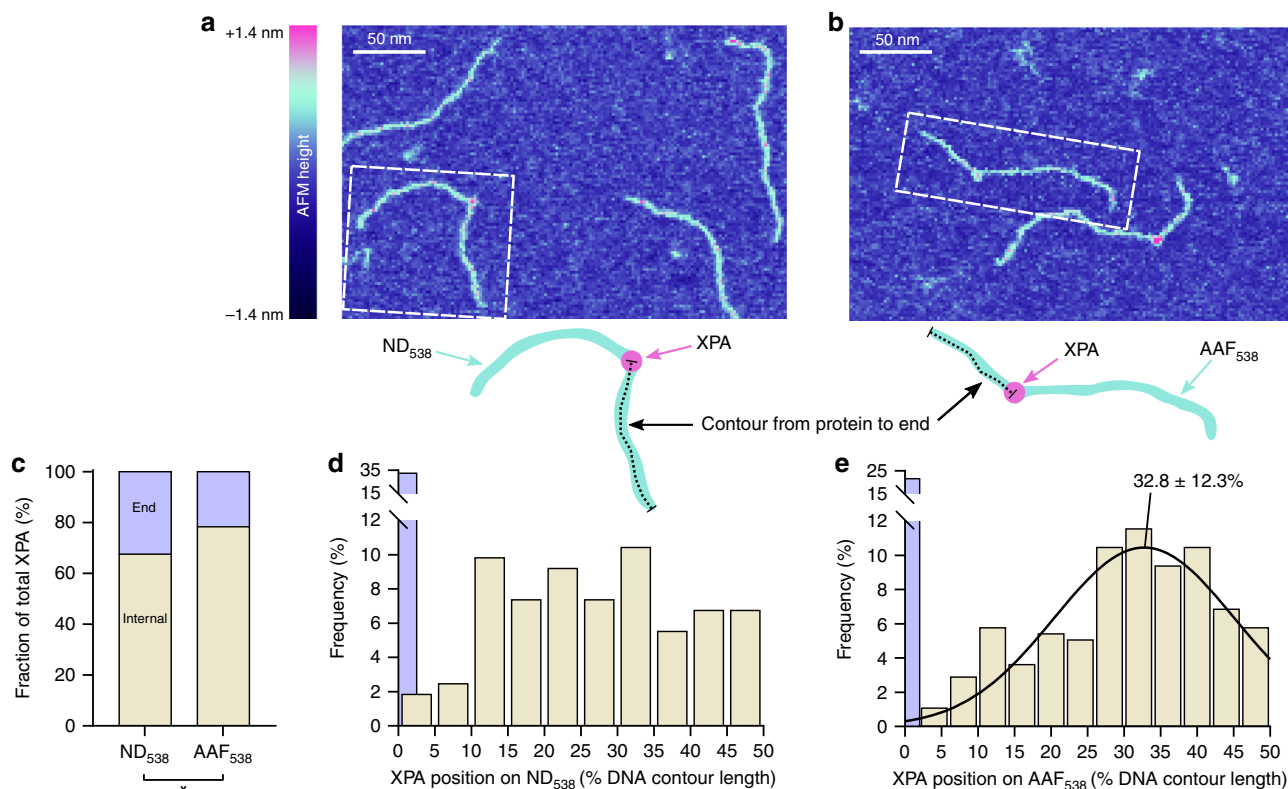 a
+1.4 nm
50 nm
AFM height
−1.4 nm
b
50 nm
ND538
XPA
XPA
AAF538
Contour from protein to end
c
Fraction of total XPA (%)
100
80
60
40
20
0
End
Internal
ND538
AAF538
d
Frequency (%)
35
15
12
10
8
6
4
2
0
0 5 10 15 20 25 30 35 40 45 50
XPA position on ND538 (% DNA contour length)
e
Frequency (%)
25
15
12
10
8
6
4
2
0
32.8 ± 12.3%
0 5 10 15 20 25 30 35 40 45 50
XPA position on AAF538 (% DNA contour length)